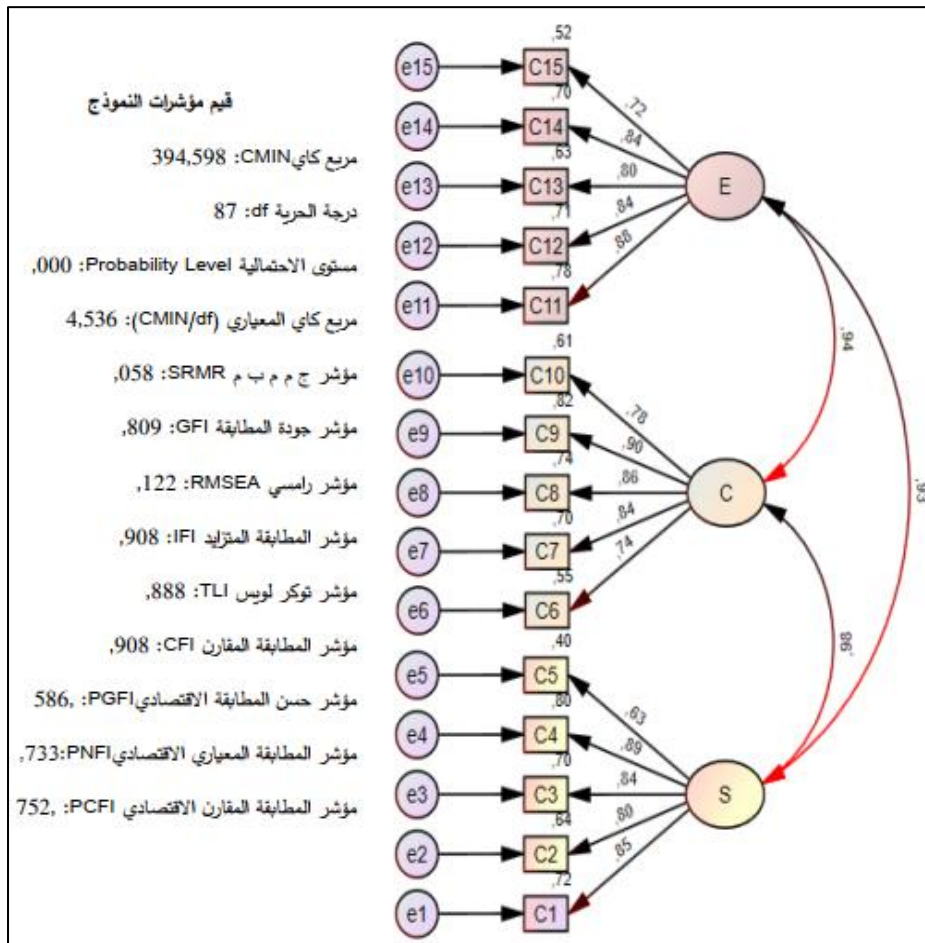 قيم مؤشرات النموذج
مربع كاي CMIN: 394,598
درجة الحرية df: 87
مستوى الاحتمالية Probability Level: ,000
مربع كاي المعياري (CMIN/df): 4,536
مؤشر ج م م ب م SRMR: ,058
مؤشر جودة المطابقة GFI: ,809
مؤشر رامسي RMSEA: ,122
مؤشر المطابقة المتزايد IFI: ,908
مؤشر توكر لويس TLI: ,888
مؤشر المطابقة المقارن CFI: ,908
مؤشر حسن المطابقة الاقتصادي PGFI: ,586
مؤشر المطابقة المعياري الاقتصادي PNFI: ,733
مؤشر المطابقة المقارن الاقتصادي PCFI: ,752
,52
e15 C15 ,72
,70
e14 C14 ,84
,63
e13 C13 ,80
E
,71
e12 C12 ,84
,78
e11 C11 ,88
,94
,61
e10 C10 ,78
,82
e9 C9 ,90
,74
e8 C8 ,86
C
,93
,70
e7 C7 ,84
,55
e6 C6 ,74
,40
e5 C5 ,63
,80
e4 C4 ,89
,70
e3 C3 ,84
S
,64
e2 C2 ,80
,72
e1 C1 ,85